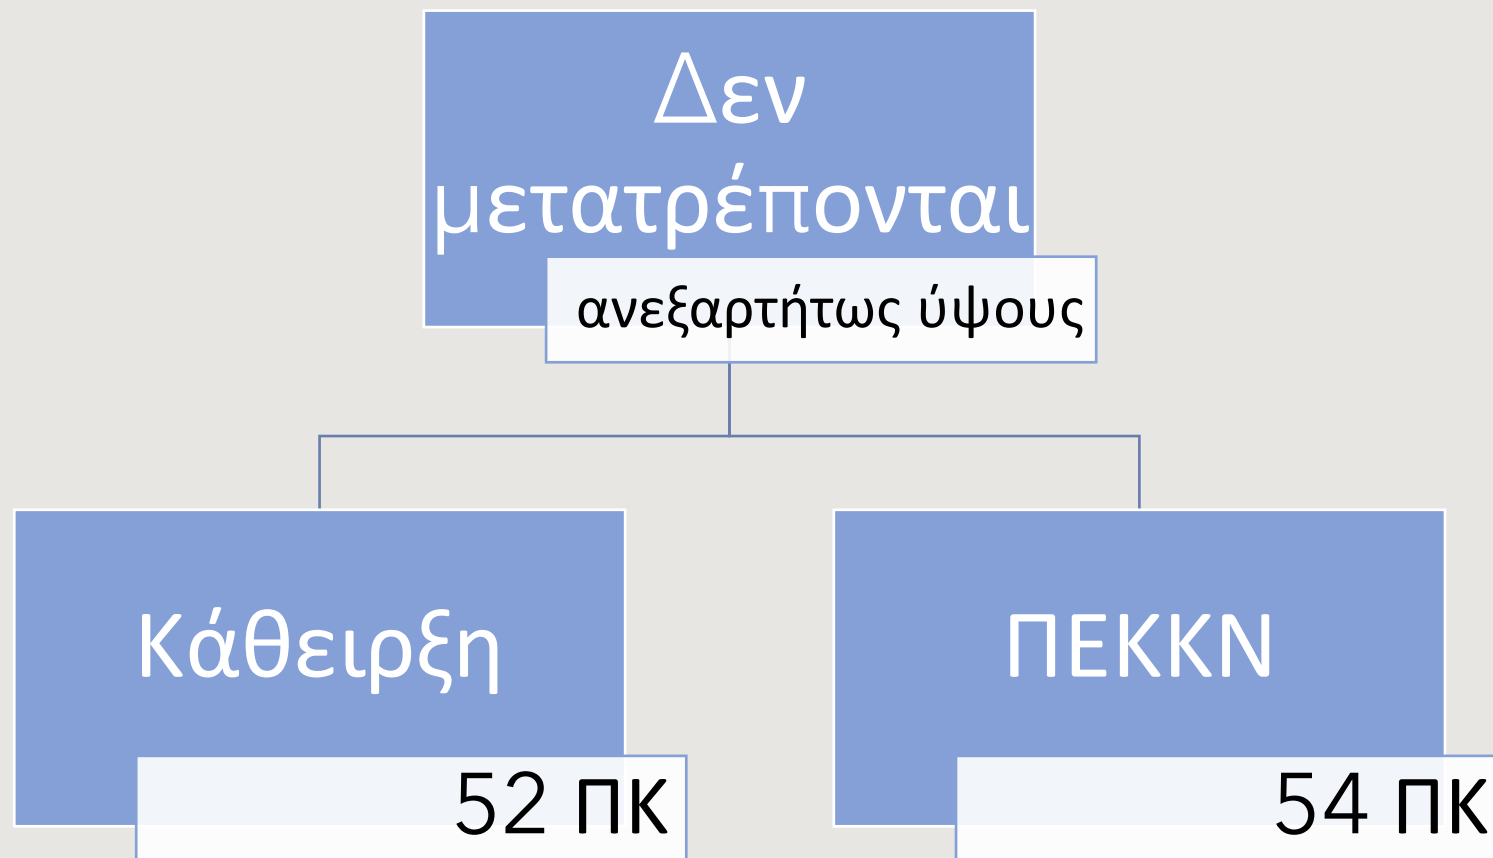 Δεν
μετατρέπονται
ανεξαρτήτως ύψους
Κάθειρξη
52 ΠΚ
ΠΕΚΚΝ
54 ΠΚ